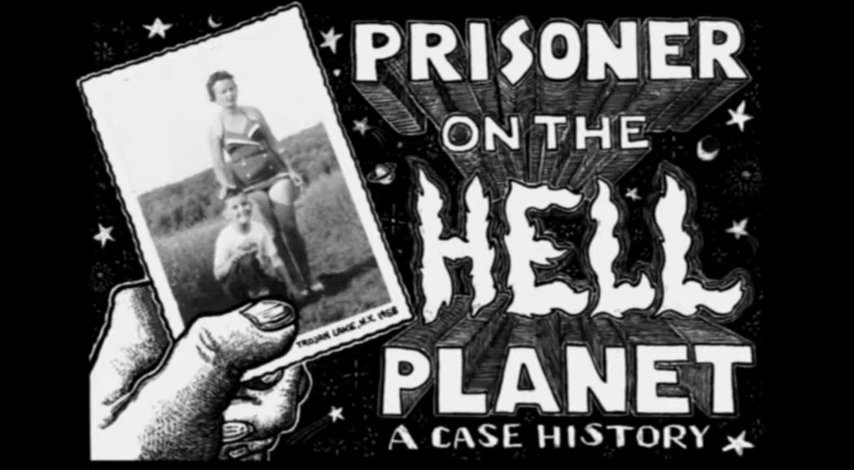 PRISONER
ON THE
HELL
PLANET
A CASE HISTORY
TROJAN LAKE, N.Y. 1958